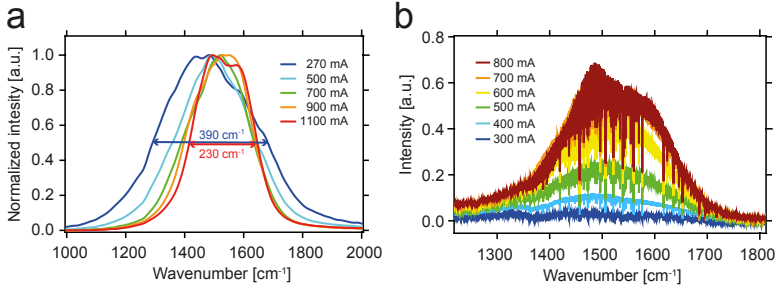 a
Normalized intesity [a.u.]
1.0
0.8
0.6
0.4
0.2
0.0
270 mA
500 mA
700 mA
900 mA
1100 mA
390 cm⁻¹
230 cm⁻¹
1000 1200 1400 1600 1800 2000
Wavenumber [cm⁻¹]
b
Intensity [a.u.]
0.8
0.6
0.4
0.2
0.0
800 mA
700 mA
600 mA
500 mA
400 mA
300 mA
1300 1400 1500 1600 1700 1800
Wavenumber [cm⁻¹]